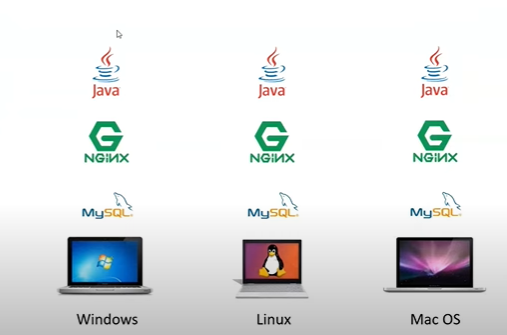 Java Java Java
NGiNX NGiNX NGiNX
MySQL MySQL MySQL
Windows Linux Mac OS